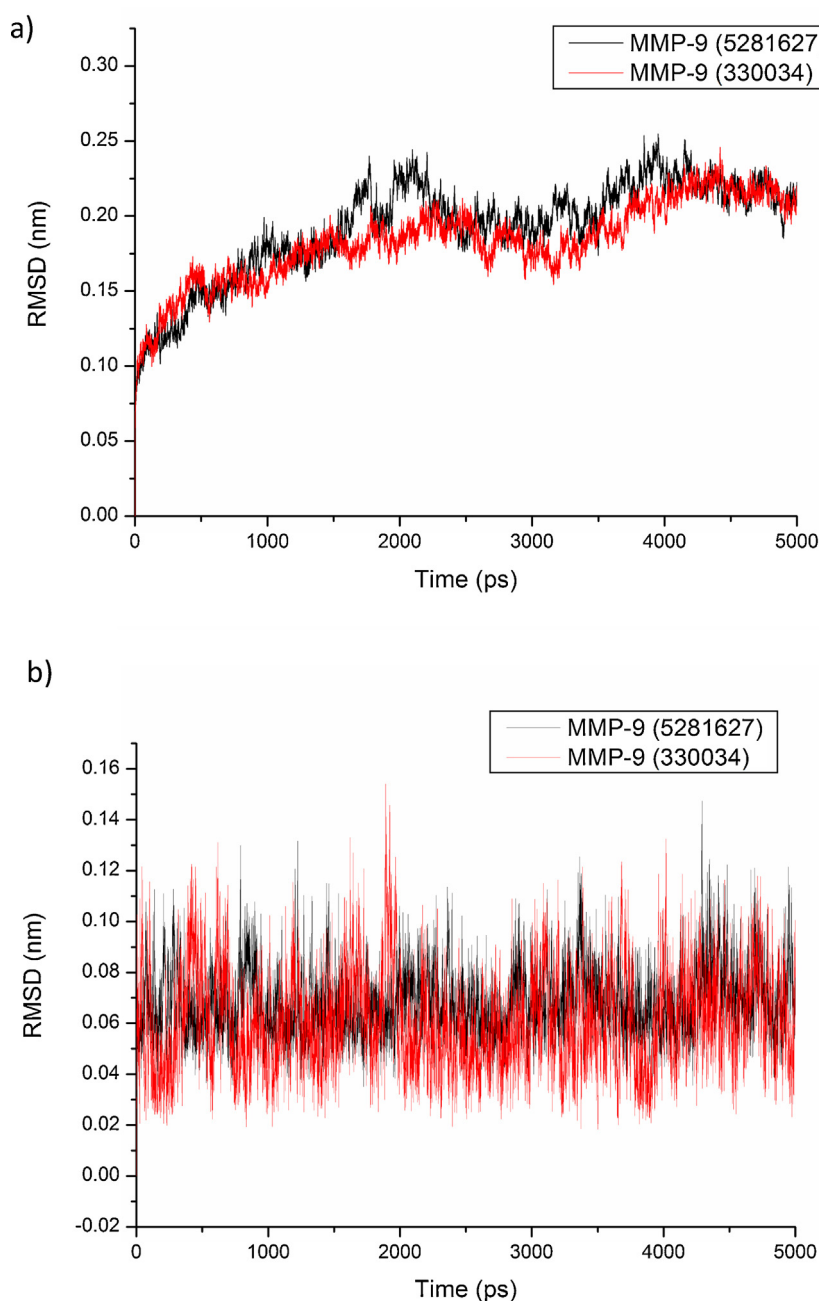 a)
MMP-9 (5281627
MMP-9 (330034)
0.30
0.25
0.20
0.15
0.10
0.05
0.00
RMSD (nm)
0 1000 2000 3000 4000 5000
Time (ps)
b)
MMP-9 (5281627)
MMP-9 (330034)
0.16
0.14
0.12
0.10
0.08
0.06
0.04
0.02
0.00
-0.02
RMSD (nm)
0 1000 2000 3000 4000 5000
Time (ps)